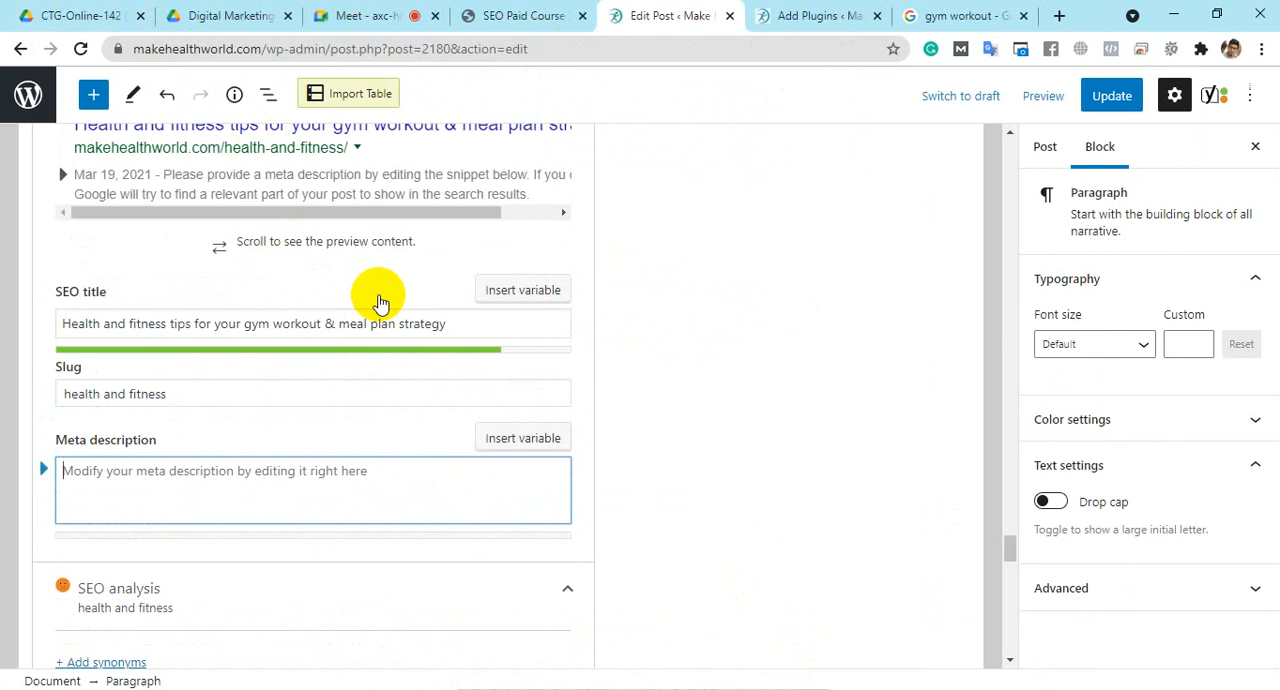 CTG-Online-142
Digital Marketing
Meet - axc-h
SEO Paid Course
Edit Post ‹ Make
Add Plugins ‹ Ma
gym workout - G
makehealthworld.com/wp-admin/post.php?post=2180&action=edit
Import Table
Switch to draft
Preview
Update
Health and fitness tips for your gym workout & meal plan stra
makehealthworld.com/health-and-fitness/
Mar 19, 2021 - Please provide a meta description by editing the snippet below. If you
Google will try to find a relevant part of your post to show in the search results.
Scroll to see the preview content.
SEO title
Insert variable
Health and fitness tips for your gym workout & meal plan strategy
Slug
health and fitness
Meta description
Insert variable
Modify your meta description by editing it right here
SEO analysis
health and fitness
+ Add synonyms
Post
Block
Paragraph
Start with the building block of all
narrative.
Typography
Font size
Custom
Default
Reset
Color settings
Text settings
Drop cap
Toggle to show a large initial letter.
Advanced
Document → Paragraph